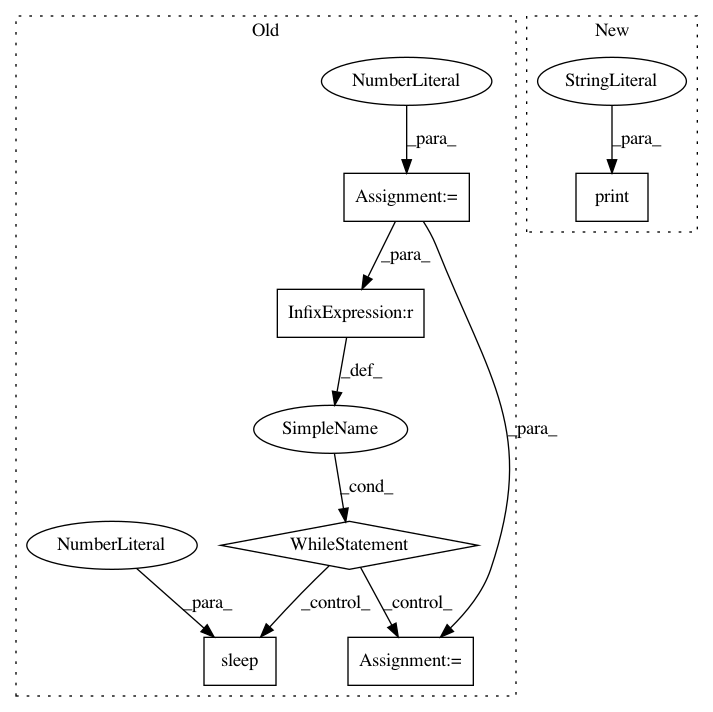 Old
New
NumberLiteral
StringLiteral
_para_
_para_
Assignment:=
print
_para_
InfixExpression:r
_def_
SimpleName
_para_
_cond_
NumberLiteral
WhileStatement
_para_
_control_
_control_
sleep
Assignment:=